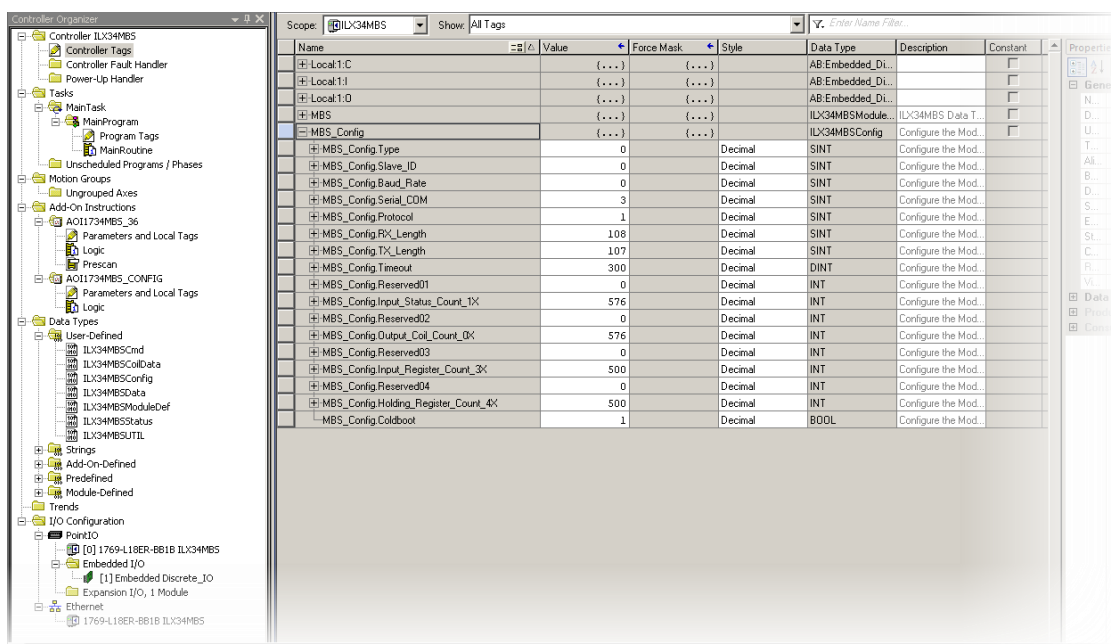 Controller Organizer
Controller ILX34MBS
Controller Tags
Controller Fault Handler
Power-Up Handler
Tasks
MainTask
MainProgram
Program Tags
MainRoutine
Unscheduled Programs / Phases
Motion Groups
Ungrouped Axes
Add-On Instructions
AOI1734MBS_36
Parameters and Local Tags
Logic
Prescan
AOI1734MBS_CONFIG
Parameters and Local Tags
Logic
Data Types
User-Defined
ILX34MBSCmd
ILX34MBSCoilData
ILX34MBSConfig
ILX34MBSData
ILX34MBSModuleDef
ILX34MBSStatus
ILX34MBSUTIL
Strings
Add-On-Defined
Predefined
Module-Defined
Trends
I/O Configuration
PointIO
[0] 1769-L18ER-BB1B ILX34MBS
Embedded I/O
[1] Embedded Discrete_IO
Expansion I/O, 1 Module
Ethernet
1769-L18ER-BB1B ILX34MBS
Scope: ILX34MBS Show: All Tags Enter Name Filter...
Name Value Force Mask Style Data Type Description Constant
Local:1:C {...} {...} AB:Embedded_Di...
Local:1:I {...} {...} AB:Embedded_Di...
Local:1:O {...} {...} AB:Embedded_Di...
MBS {...} {...} ILX34MBSModule... ILX34MBS Data T...
MBS_Config {...} {...} ILX34MBSConfig Configure the Mod...
MBS_Config.Type 0 Decimal SINT Configure the Mod...
MBS_Config.Slave_ID 0 Decimal SINT Configure the Mod...
MBS_Config.Baud_Rate 0 Decimal SINT Configure the Mod...
MBS_Config.Serial_COM 3 Decimal SINT Configure the Mod...
MBS_Config.Protocol 1 Decimal SINT Configure the Mod...
MBS_Config.RX_Length 108 Decimal SINT Configure the Mod...
MBS_Config.TX_Length 107 Decimal SINT Configure the Mod...
MBS_Config.Timeout 300 Decimal DINT Configure the Mod...
MBS_Config.Reserved01 0 Decimal INT Configure the Mod...
MBS_Config.Input_Status_Count_1X 576 Decimal INT Configure the Mod...
MBS_Config.Reserved02 0 Decimal INT Configure the Mod...
MBS_Config.Output_Coil_Count_0X 576 Decimal INT Configure the Mod...
MBS_Config.Reserved03 0 Decimal INT Configure the Mod...
MBS_Config.Input_Register_Count_3X 500 Decimal INT Configure the Mod...
MBS_Config.Reserved04 0 Decimal INT Configure the Mod...
MBS_Config.Holding_Register_Count_4X 500 Decimal INT Configure the Mod...
MBS_Config.Coldboot 1 Decimal BOOL Configure the Mod...
Propertie
Gene
N...
D...
U...
T...
Ali...
B...
D...
S...
E...
St...
C...
R...
Vi...
Data